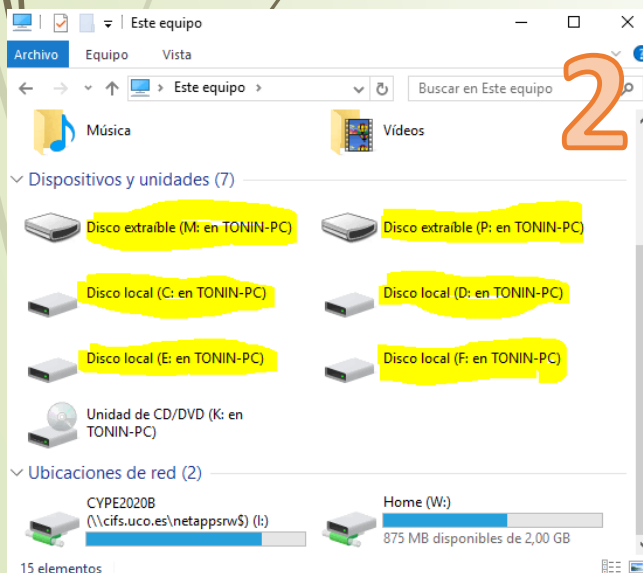 Este equipo
Archivo Equipo Vista
Este equipo
Buscar en Este equipo
2
Música
Vídeos
Dispositivos y unidades (7)
Disco extraíble (M: en TONIN-PC)
Disco extraíble (P: en TONIN-PC)
Disco local (C: en TONIN-PC)
Disco local (D: en TONIN-PC)
Disco local (E: en TONIN-PC)
Disco local (F: en TONIN-PC)
Unidad de CD/DVD (K: en
TONIN-PC)
Ubicaciones de red (2)
CYPE2020B
(\\cifs.uco.es\netappsrw$) (I:)
Home (W:)
875 MB disponibles de 2,00 GB
15 elementos